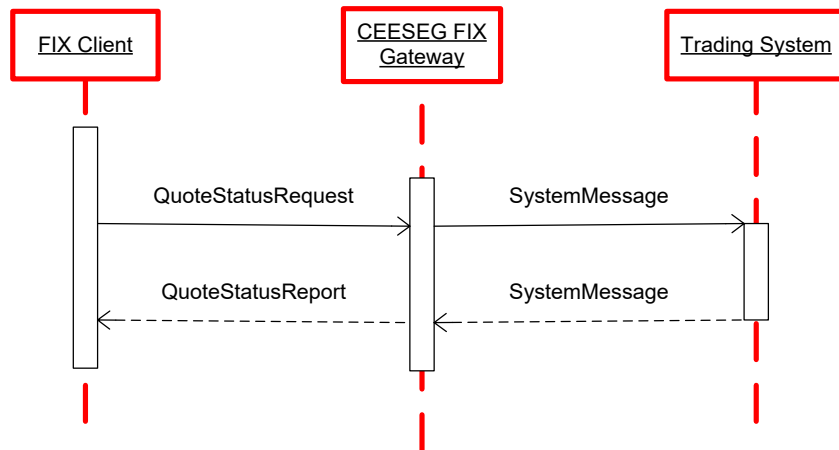 FIX Client
CEESEG FIX
Gateway
Trading System
QuoteStatusRequest
SystemMessage
QuoteStatusReport
SystemMessage